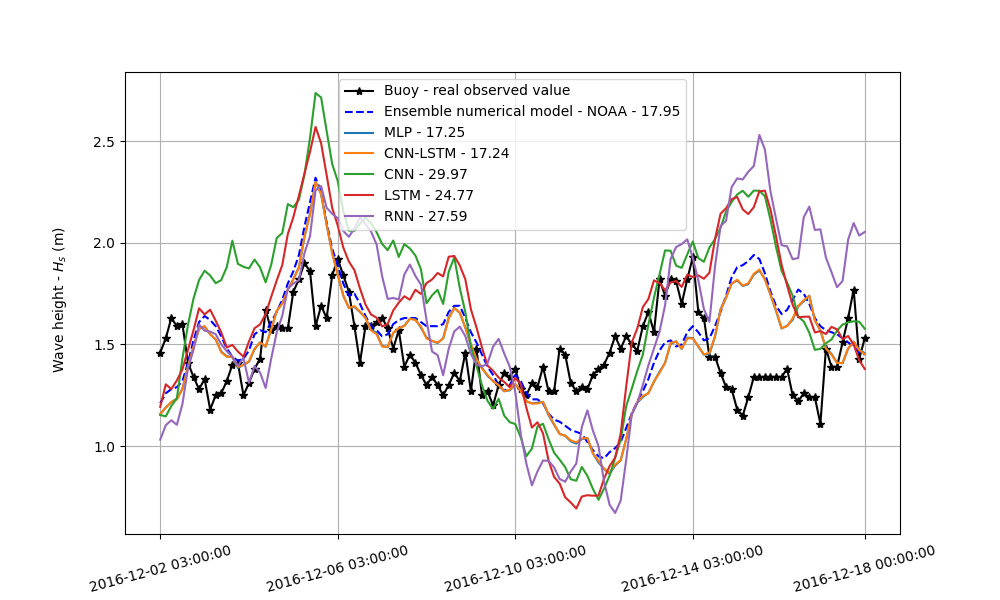 Buoy - real observed value
Ensemble numerical model - NOAA - 17.95
MLP - 17.25
CNN-LSTM - 17.24
CNN - 29.97
LSTM - 24.77
RNN - 27.59
Wave height - Hₛ (m)
2.5
2.0
1.5
1.0
2016-12-02 03:00:00
2016-12-06 03:00:00
2016-12-10 03:00:00
2016-12-14 03:00:00
2016-12-18 00:00:00